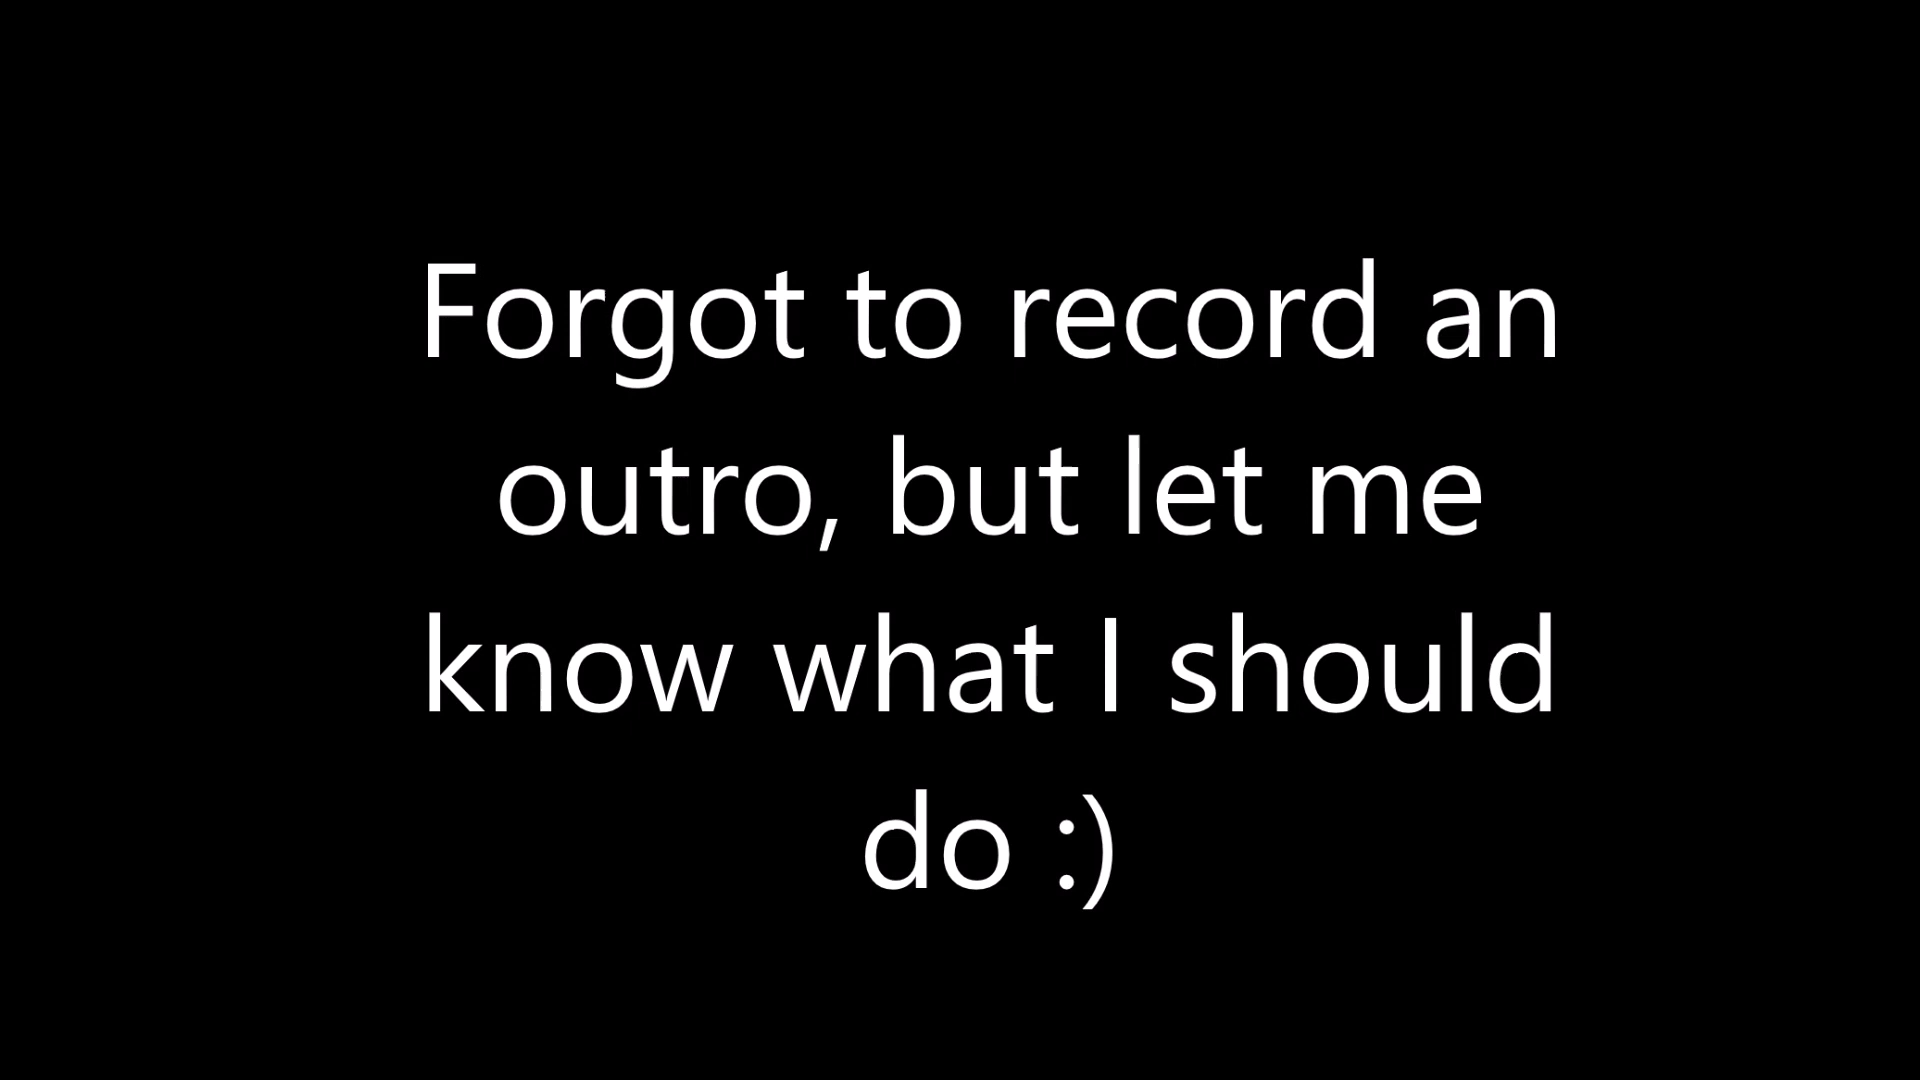 Forgot to record an
outro, but let me
know what I should
do :)